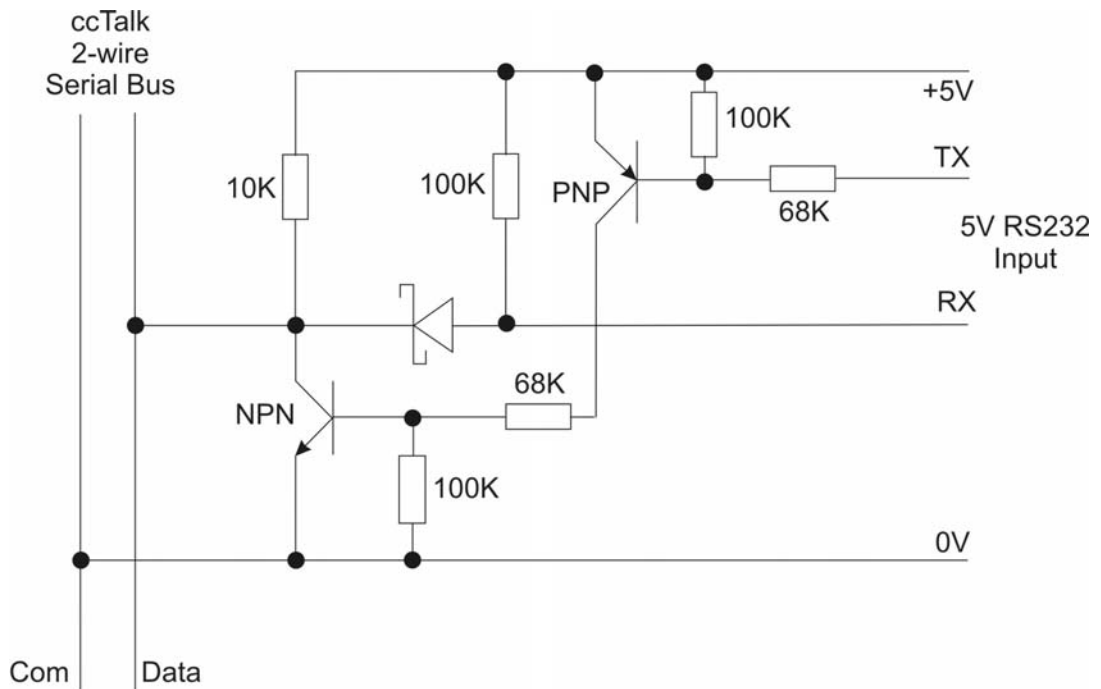 ccTalk
2-wire
Serial Bus
+5V
100K
TX
10K
100K
PNP
68K
5V RS232
Input
RX
68K
NPN
100K
0V
Com
Data